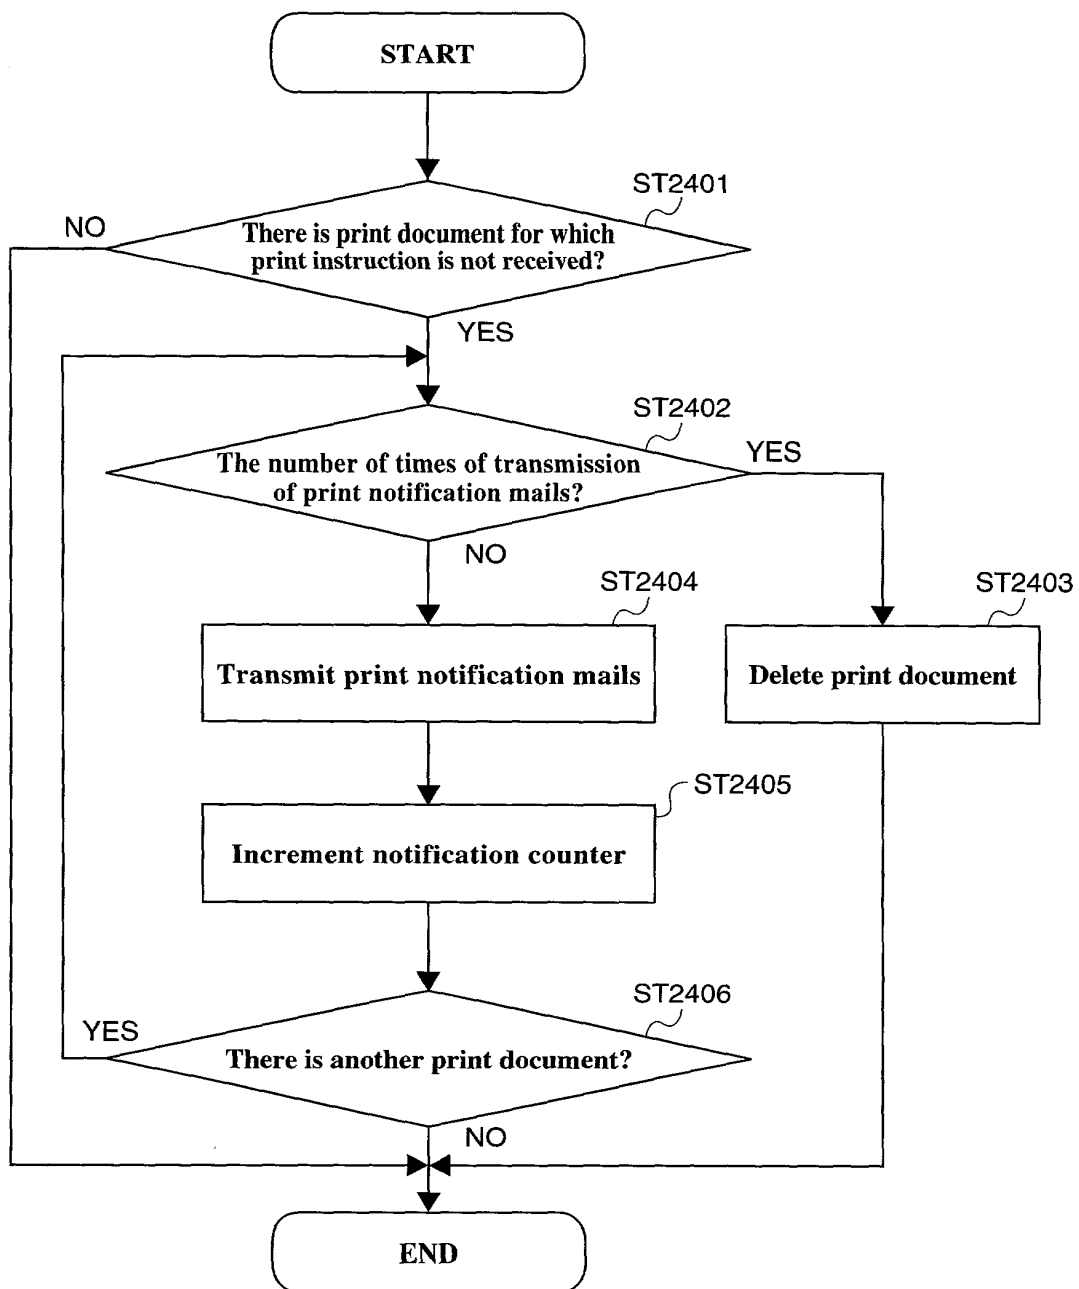 START
ST2401
NO
There is print document for which
print instruction is not received?
YES
ST2402
YES
The number of times of transmission
of print notification mails?
NO
ST2404
ST2403
Transmit print notification mails
Delete print document
ST2405
Increment notification counter
ST2406
YES
There is another print document?
NO
END